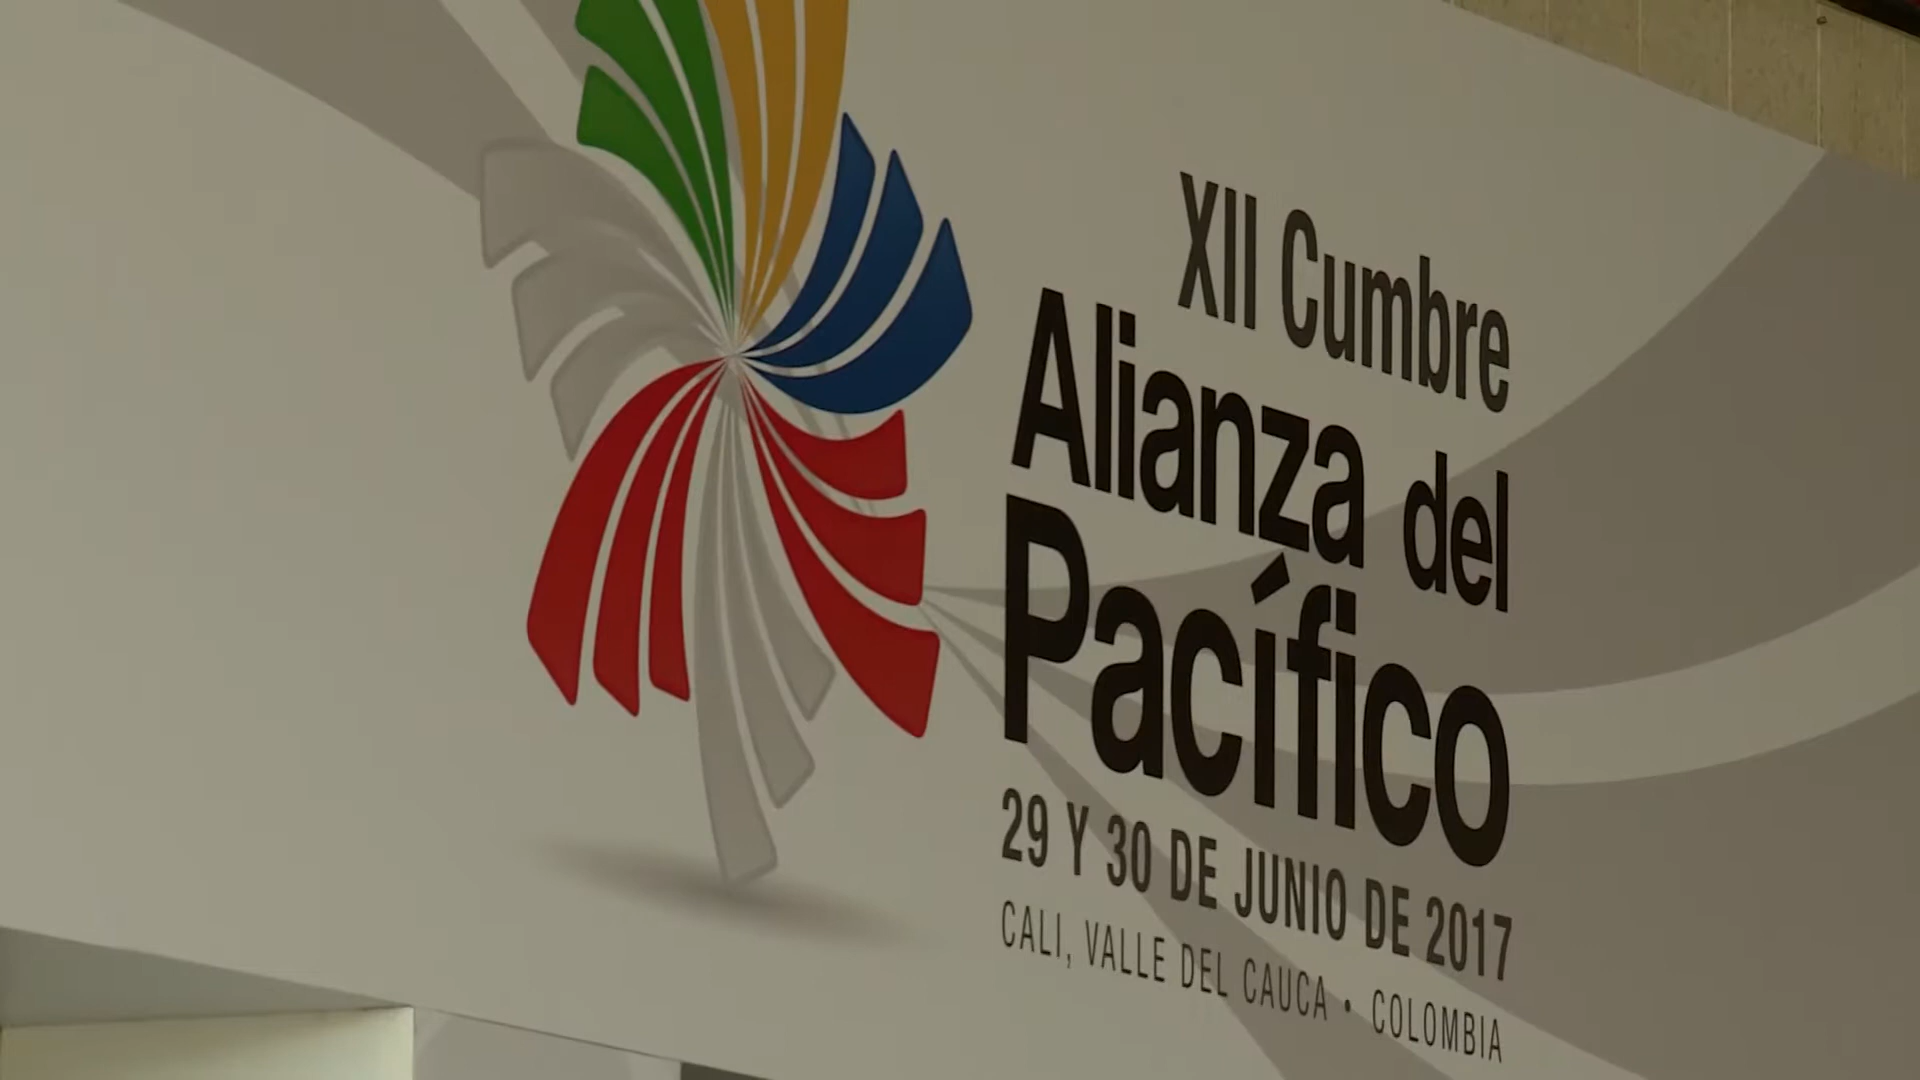 XII Cumbre
Alianza del
Pacífico
29 Y 30 DE JUNIO DE 2017
CALI, VALLE DEL CAUCA • COLOMBIA